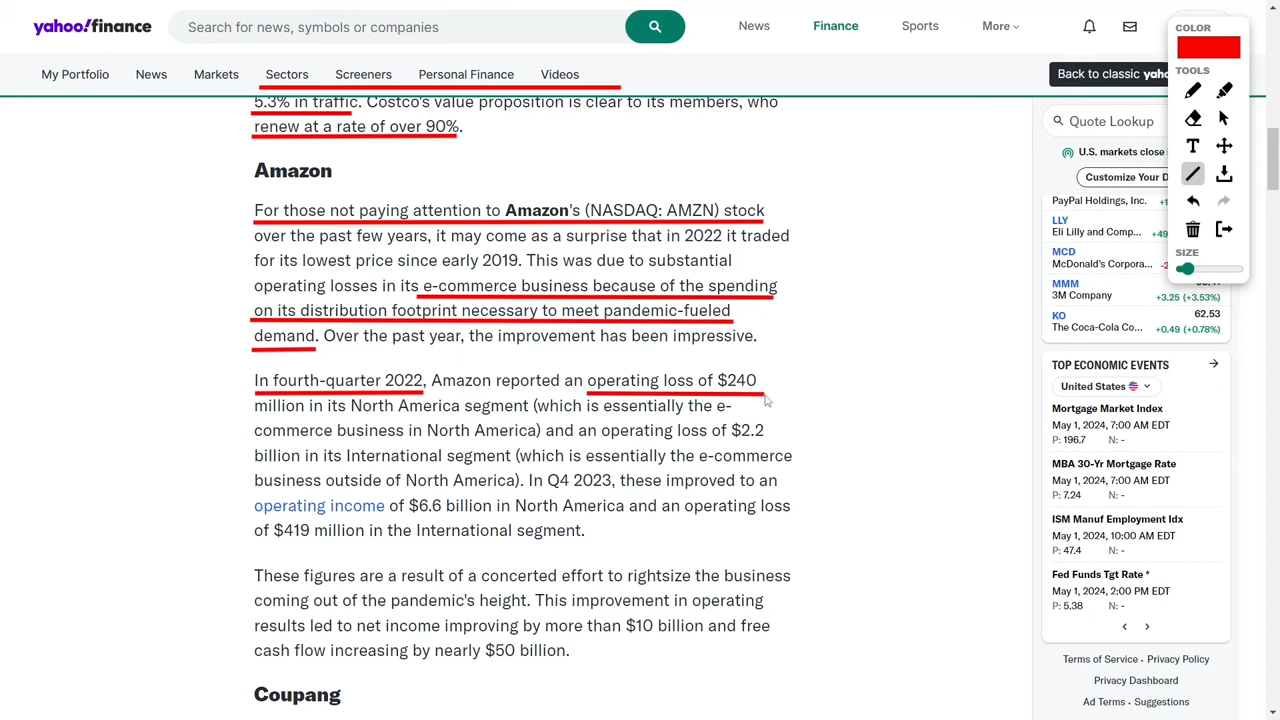 yahoo!finance
Search for news, symbols or companies
News
Finance
Sports
More
My Portfolio
News
Markets
Sectors
Screeners
Personal Finance
Videos
Back to classic
5.3% in traffic. Costco's value proposition is clear to its members, who
renew at a rate of over 90%.
Amazon
For those not paying attention to Amazon's (NASDAQ: AMZN) stock
over the past few years, it may come as a surprise that in 2022 it traded
for its lowest price since early 2019. This was due to substantial
operating losses in its e-commerce business because of the spending
on its distribution footprint necessary to meet pandemic-fueled
demand. Over the past year, the improvement has been impressive.
In fourth-quarter 2022, Amazon reported an operating loss of $240
million in its North America segment (which is essentially the e-
commerce business in North America) and an operating loss of $2.2
billion in its International segment (which is essentially the e-commerce
business outside of North America). In Q4 2023, these improved to an
operating income of $6.6 billion in North America and an operating loss
of $419 million in the International segment.
These figures are a result of a concerted effort to rightsize the business
coming out of the pandemic's height. This improvement in operating
results led to net income improving by more than $10 billion and free
cash flow increasing by nearly $50 billion.
Coupang
Quote Lookup
U.S. markets close
Customize Your
PayPal Holdings, Inc.
LLY
Eli Lilly and Comp... +49
MCD
McDonald's Corpora... -2
MMM
3M Company +3.25 (+3.53%)
KO 62.53
The Coca-Cola Co... +0.49 (+0.78%)
TOP ECONOMIC EVENTS
United States
Mortgage Market Index
May 1, 2024, 7:00 AM EDT
P: 196.7 N: -
MBA 30-Yr Mortgage Rate
May 1, 2024, 7:00 AM EDT
P: 7.24 N: -
ISM Manuf Employment Idx
May 1, 2024, 10:00 AM EDT
P: 47.4 N: -
Fed Funds Tgt Rate *
May 1, 2024, 2:00 PM EDT
P: 5.38 N: -
Terms of Service • Privacy Policy
Privacy Dashboard
Ad Terms • Suggestions
COLOR
TOOLS
T
SIZE